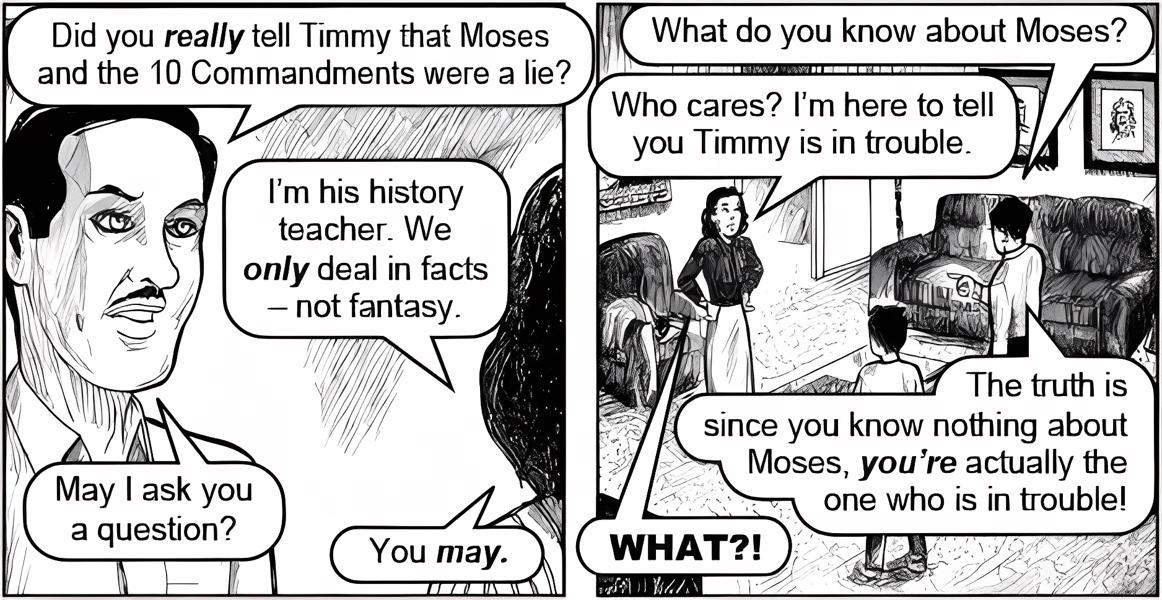 Did you really tell Timmy that Moses
and the 10 Commandments were a lie?
I'm his history
teacher. We
only deal in facts
– not fantasy.
May I ask you
a question?
You may.
What do you know about Moses?
Who cares? I'm here to tell
you Timmy is in trouble.
The truth is
since you know nothing about
Moses, you're actually the
one who is in trouble!
WHAT?!